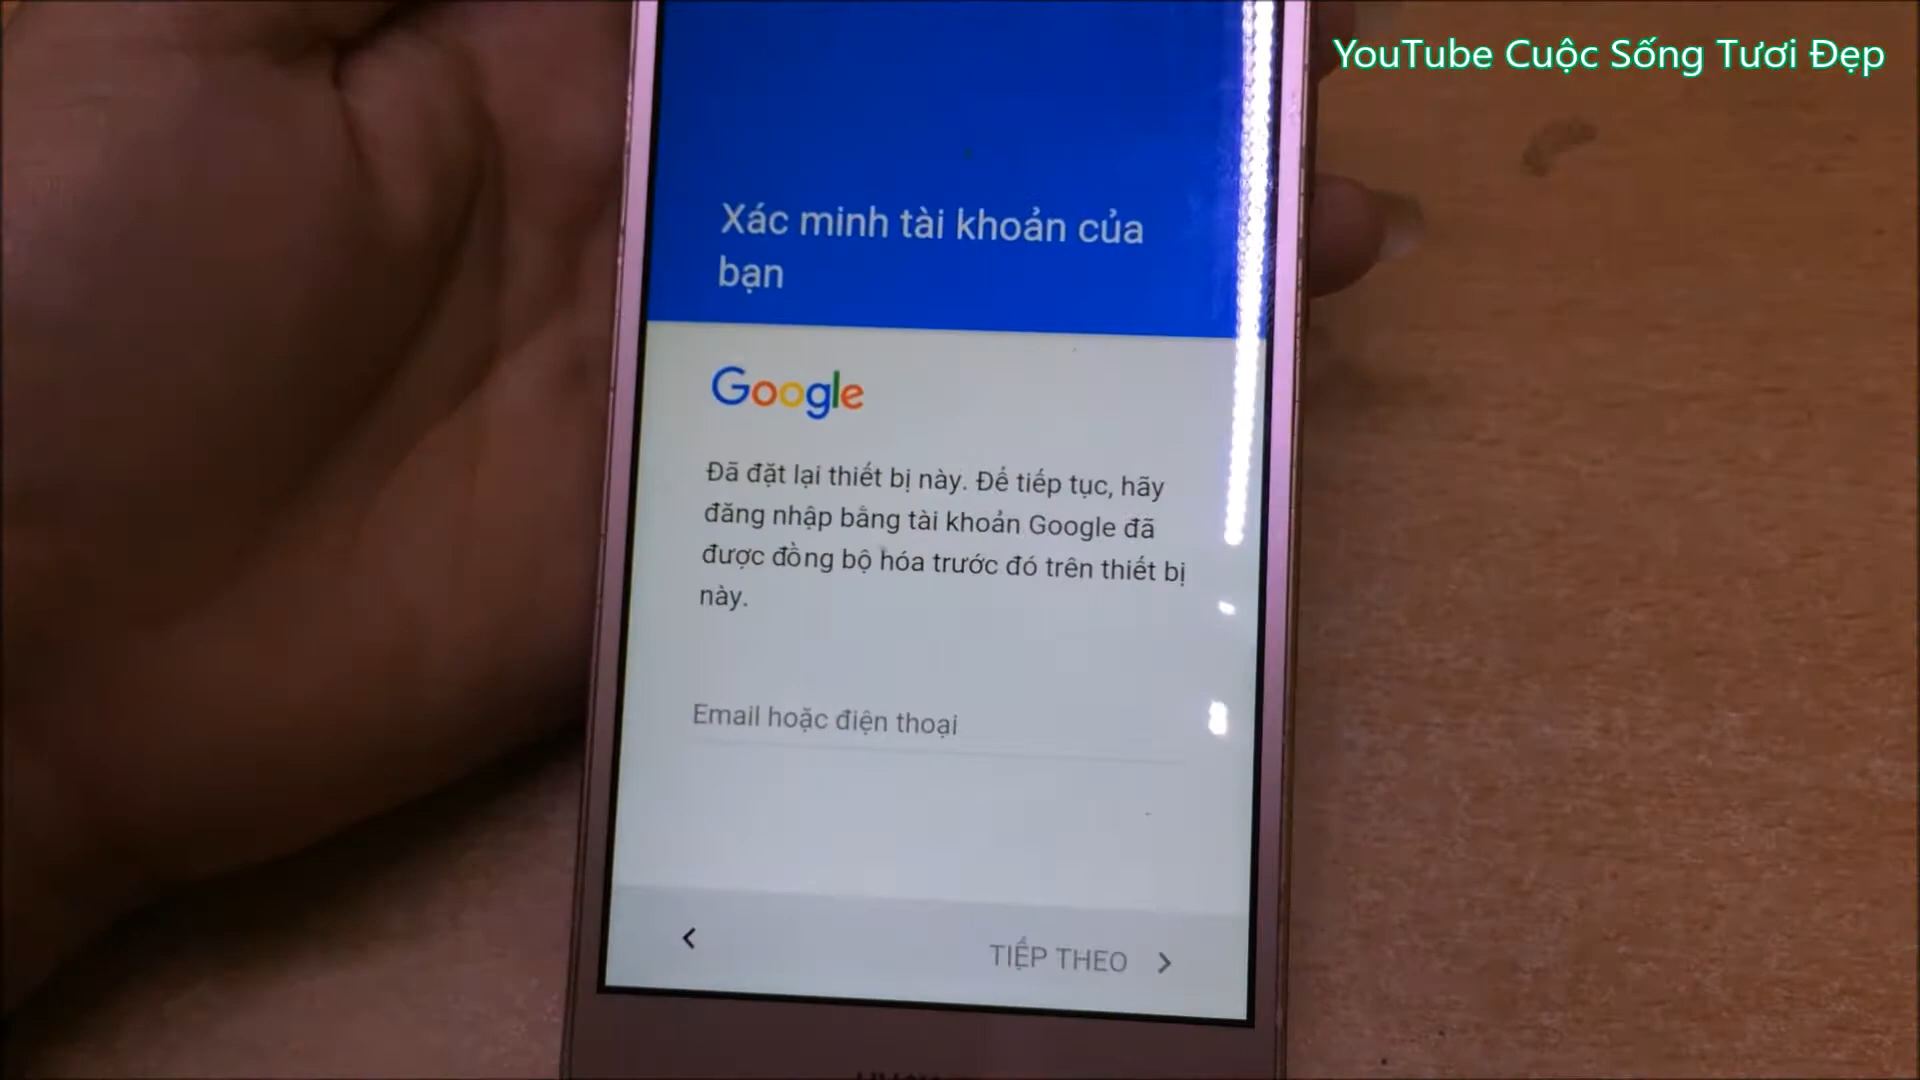 YouTube Cuộc Sống Tươi Đẹp
Xác minh tài khoản của
bạn
Google
Đã đặt lại thiết bị này. Để tiếp tục, hãy
đăng nhập bằng tài khoản Google đã
được đồng bộ hóa trước đó trên thiết bị
này.
Email hoặc điện thoại
TIẾP THEO